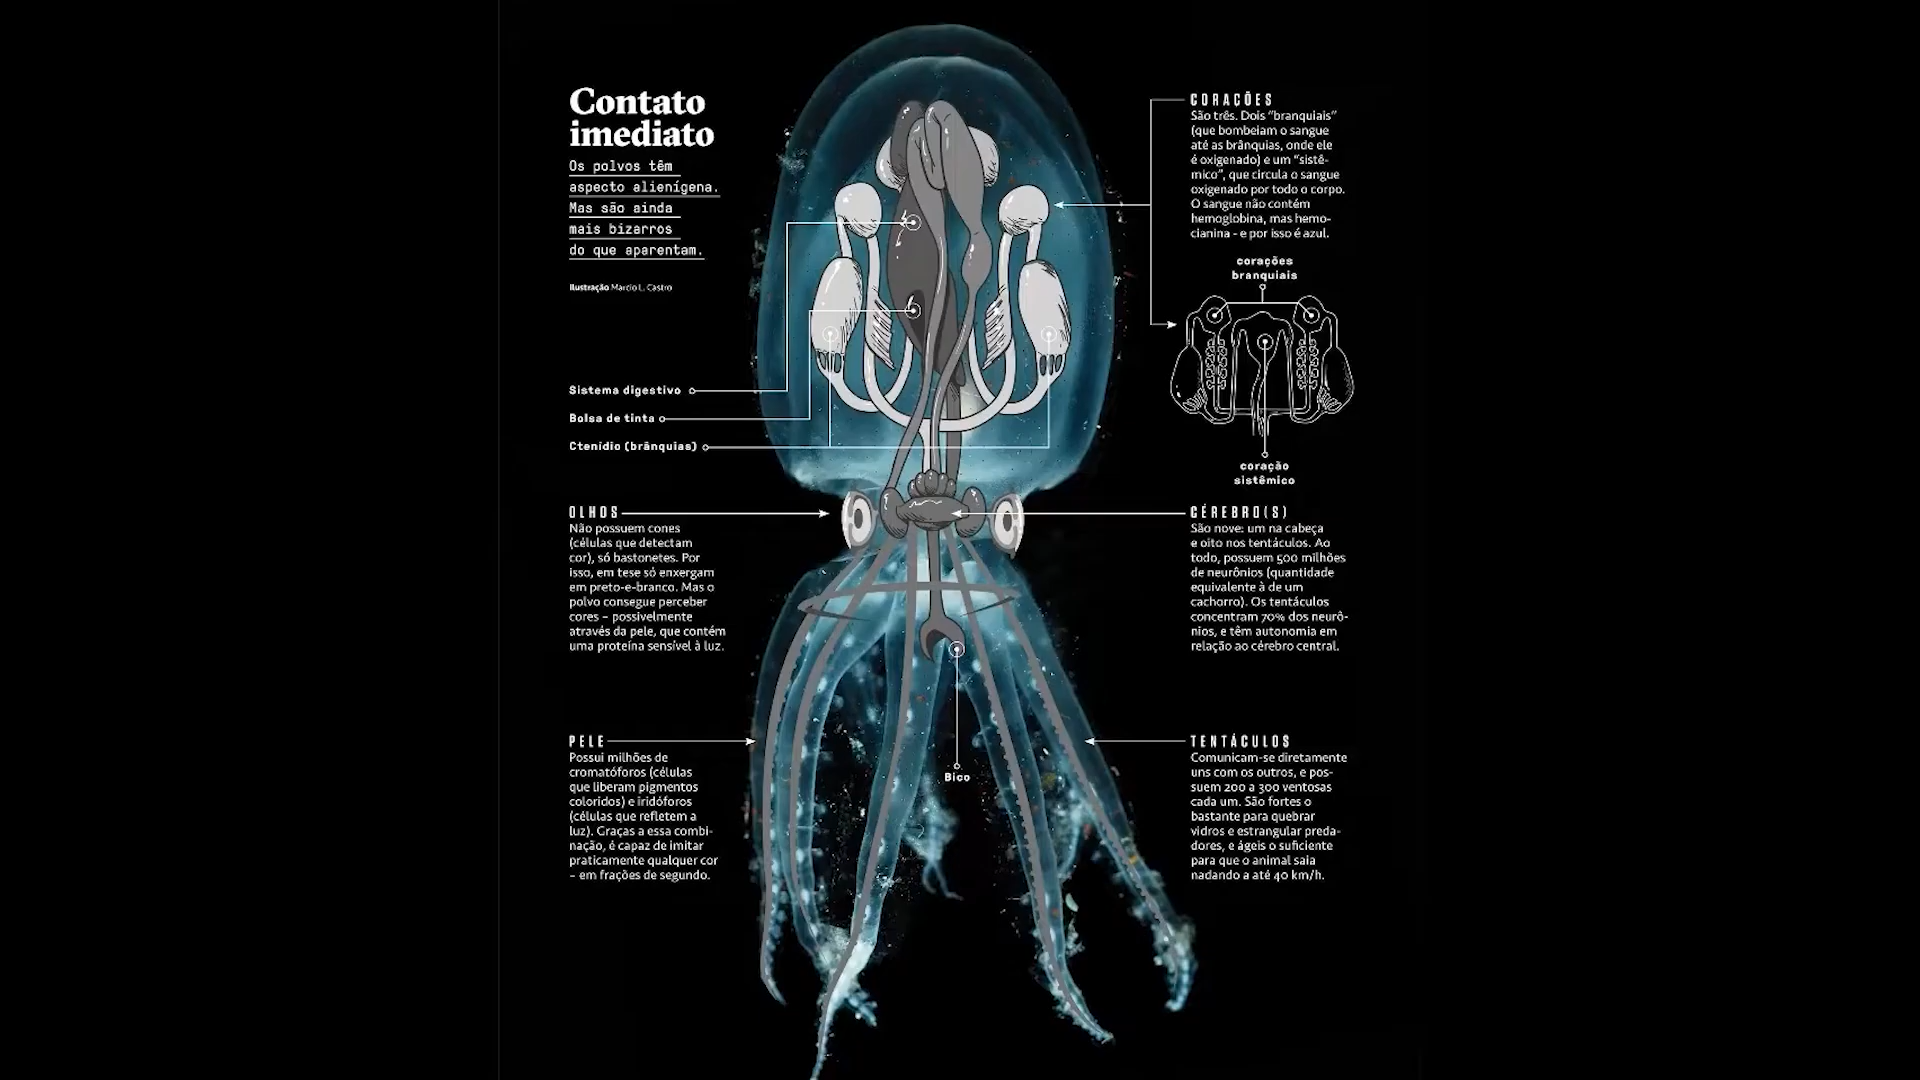 Contato
imediato
Os polvos têm
aspecto alienígena.
Mas são ainda
mais bizarros
do que aparentam.
Ilustração Marcio L. Castro
Sistema digestivo
Bolsa de tinta
Ctenídio (brânquias)
OLHOS
Não possuem cones
(células que detectam
cor), só bastonetes. Por
isso, em tese só enxergam
em preto-e-branco. Mas o
polvo consegue perceber
cores – possivelmente
através da pele, que contém
uma proteína sensível à luz.
PELE
Possui milhões de
cromatóforos (células
que liberam pigmentos
coloridos) e iridóforos
(células que refletem a
luz). Graças a essa combi-
nação, é capaz de imitar
praticamente qualquer cor
– em frações de segundo.
Bico
CORAÇÕES
São três. Dois “branquiais”
(que bombeiam o sangue
até as brânquias, onde ele
é oxigenado) e um “sistê-
mico”, que circula o sangue
oxigenado por todo o corpo.
O sangue não contém
hemoglobina, mas hemo-
cianina - e por isso é azul.
corações
branquiais
coração
sistêmico
CÉREBRO(S)
São nove: um na cabeça
e oito nos tentáculos. Ao
todo, possuem 500 milhões
de neurônios (quantidade
equivalente à de um
cachorro). Os tentáculos
concentram 70% dos neurô-
nios, e têm autonomia em
relação ao cérebro central.
TENTÁCULOS
Comunicam-se diretamente
uns com os outros, e pos-
suem 200 a 300 ventosas
cada um. São fortes o
bastante para quebrar
vidros e estrangular preda-
dores, e ágeis o suficiente
para que o animal saia
nadando a até 40 km/h.